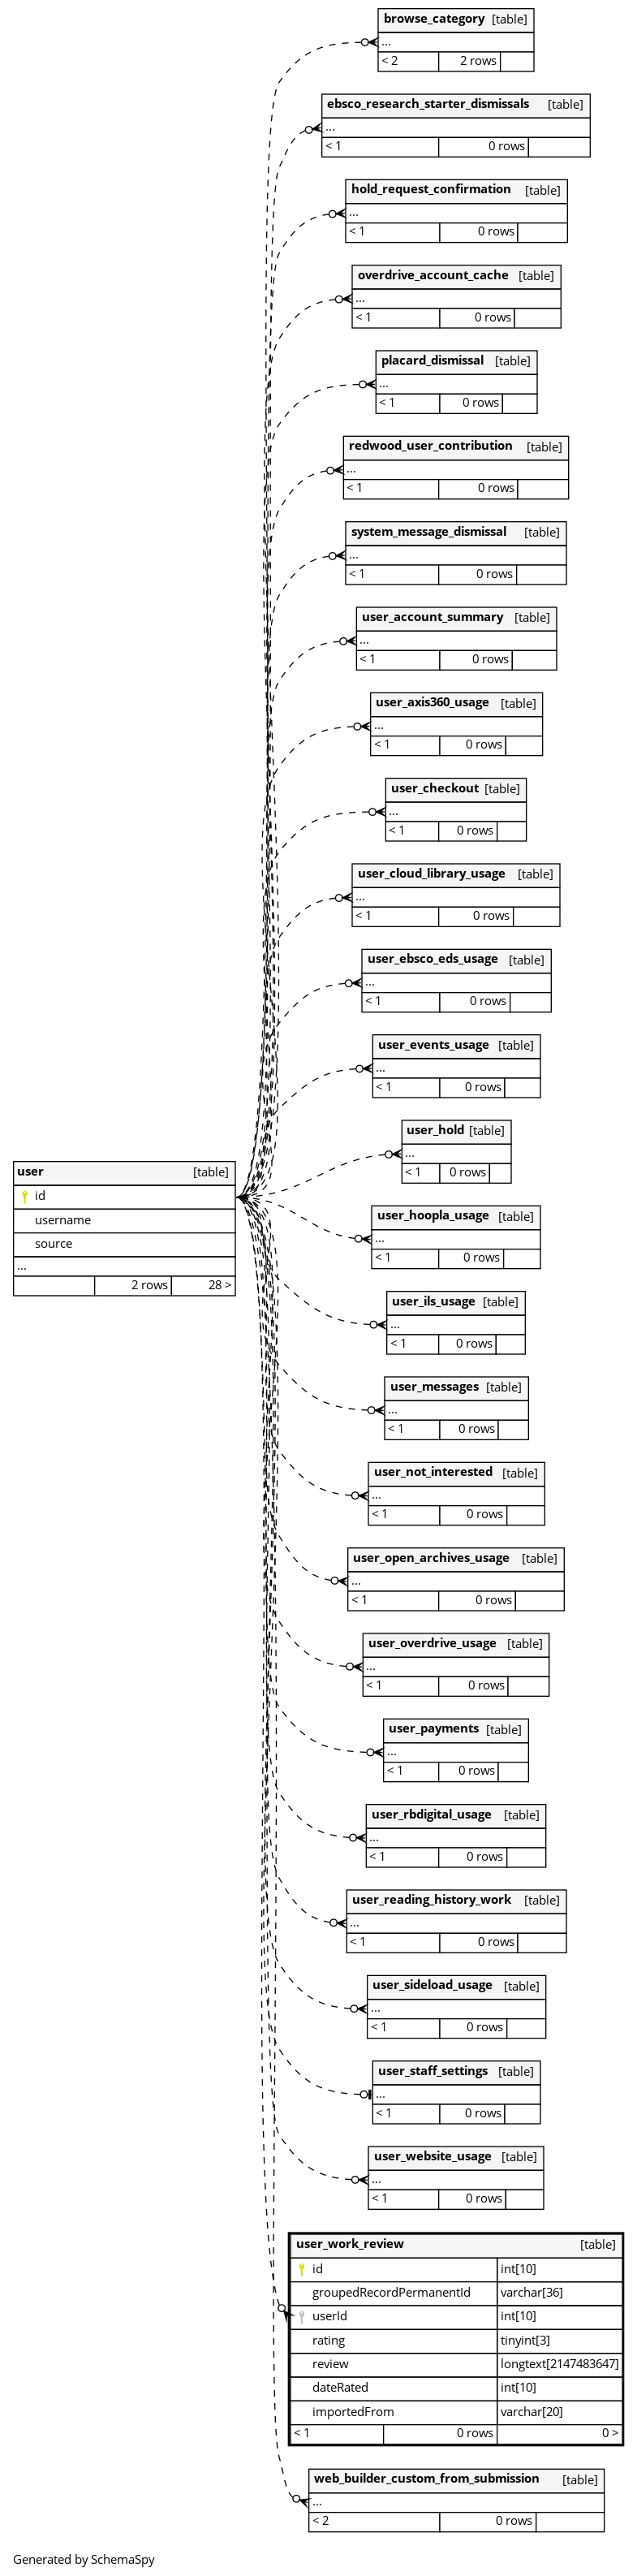 browse_category [table]
...
< 2 2 rows
ebsco_research_starter_dismissals [table]
...
< 1 0 rows
hold_request_confirmation [table]
...
< 1 0 rows
overdrive_account_cache [table]
...
< 1 0 rows
placard_dismissal [table]
...
< 1 0 rows
redwood_user_contribution [table]
...
< 1 0 rows
system_message_dismissal [table]
...
< 1 0 rows
user_account_summary [table]
...
< 1 0 rows
user_axis360_usage [table]
...
< 1 0 rows
user_checkout [table]
...
< 1 0 rows
user_cloud_library_usage [table]
...
< 1 0 rows
user_ebsco_eds_usage [table]
...
< 1 0 rows
user_events_usage [table]
...
< 1 0 rows
user_hold [table]
...
< 1 0 rows
user [table]
id
username
source
...
2 rows 28 >
user_hoopla_usage [table]
...
< 1 0 rows
user_ils_usage [table]
...
< 1 0 rows
user_messages [table]
...
< 1 0 rows
user_not_interested [table]
...
< 1 0 rows
user_open_archives_usage [table]
...
< 1 0 rows
user_overdrive_usage [table]
...
< 1 0 rows
user_payments [table]
...
< 1 0 rows
user_rbdigital_usage [table]
...
< 1 0 rows
user_reading_history_work [table]
...
< 1 0 rows
user_sideload_usage [table]
...
< 1 0 rows
user_staff_settings [table]
...
< 1 0 rows
user_website_usage [table]
...
< 1 0 rows
user_work_review [table]
id int[10]
groupedRecordPermanentId varchar[36]
userId int[10]
rating tinyint[3]
review longtext[2147483647]
dateRated int[10]
importedFrom varchar[20]
< 1 0 rows 0 >
web_builder_custom_from_submission [table]
...
< 2 0 rows
Generated by SchemaSpy